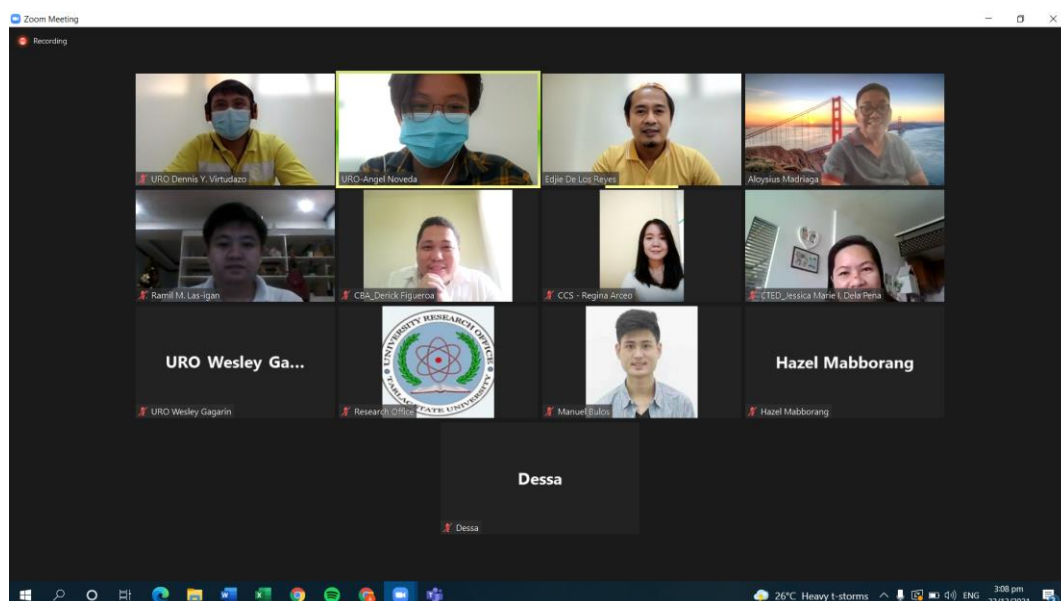 Zoom Meeting
Recording
URO Dennis Y. Virtudazo
URO-Angel Noveda
Edjie De Los Reyes
Aloysius Madriaga
Ramil M. Las-igan
CBA_Derick Figueroa
CCS - Regina Arceo
CTED_Jessica Marie I. Dela Pena
URO Wesley Ga...
URO Wesley Gagarin
UNIVERSITY RESEARCH OFFICE
TARLAC STATE UNIVERSITY
Research Office
Manuel Bulos
Hazel Mabborang
Hazel Mabborang
Dessa
Dessa
26°C Heavy t-storms
ENG
3:08 pm